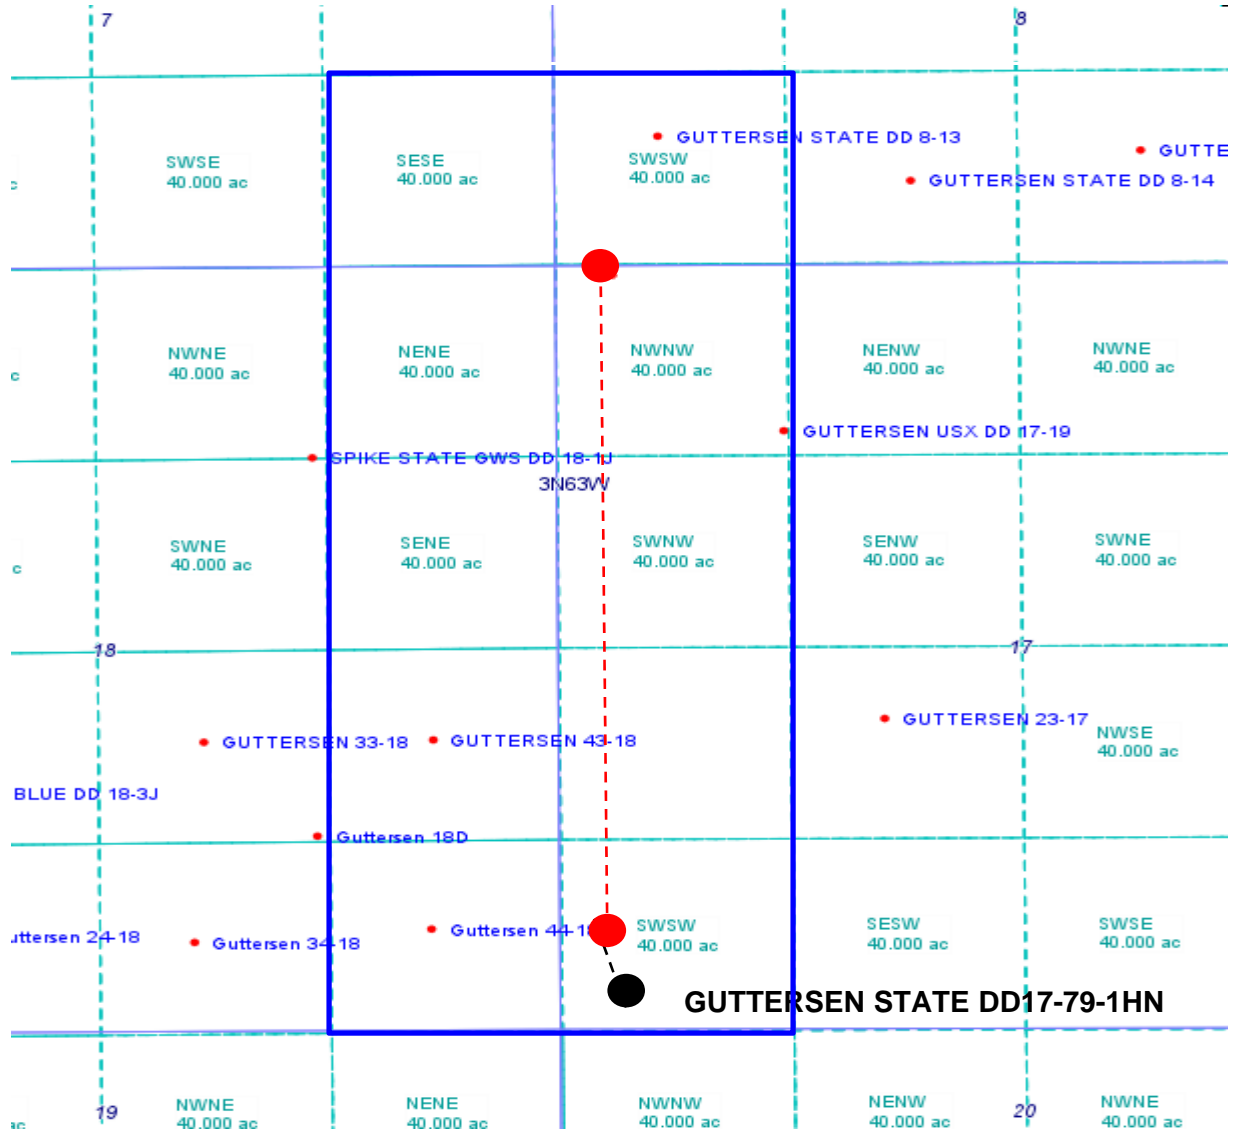 7
8
GUTTERSEN STATE DD 8-13
GUTTE
SWSE
40.000 ac
SESE
40.000 ac
SWSW
40.000 ac
GUTTERSEN STATE DD 8-14
c
NWNE
40.000 ac
NENE
40.000 ac
NWNW
40.000 ac
NENW
40.000 ac
NWNE
40.000 ac
c
GUTTERSEN USX DD 17-19
SPIKE STATE GWS DD 18-1J
3N63W
SWNE
40.000 ac
SENE
40.000 ac
SWNW
40.000 ac
SENW
40.000 ac
SWNE
40.000 ac
c
18
17
GUTTERSEN 23-17
GUTTERSEN 33-18
GUTTERSEN 43-18
NWSE
40.000 ac
BLUE DD 18-3J
Guttersen 18D
uttersen 24-18
Guttersen 34-18
Guttersen 44-18
SWSW
40.000 ac
SESW
40.000 ac
SWSE
40.000 ac
GUTTERSEN STATE DD17-79-1HN
19
NWNE
40.000 ac
NENE
40.000 ac
NWNW
40.000 ac
NENW
40.000 ac
20
NWNE
40.000 ac
ac